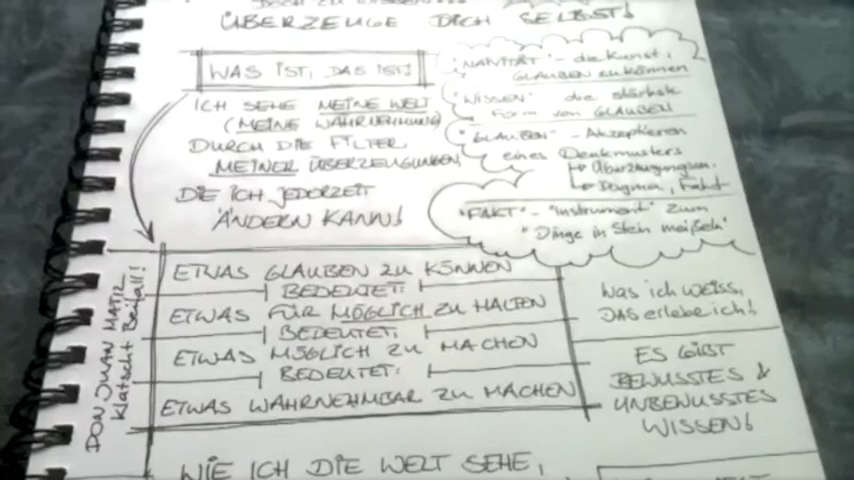 ÜBERZEUGE DICH SELBST!
WAS IST, DAS IST!
ICH SEHE MEINE WELT
(MEINE WAHRNEHMUNG)
DURCH DIE FILTER
MEINER ÜBERZEUGUNGEN,
DIE ICH JEDERZEIT
ÄNDERN KANN!
"NAIVITÄT" - die Kunst,
GLAUBEN zu können
"WISSEN" die stärkste
Form von GLAUBEN
"GLAUBEN" - Akzeptieren
eines Denkmusters
Überzeugungen
Dogma, Fakt
"FAKT" - "Instrument" zum
"Dinge in Stein meißeln"
DON JUAN MATIZ
klatscht Beifall!
ETWAS GLAUBEN ZU KÖNNEN
BEDEUTET:
ETWAS FÜR MÖGLICH ZU HALTEN
BEDEUTET:
ETWAS MÖGLICH ZU MACHEN
BEDEUTET:
ETWAS WAHRNEHMBAR ZU MACHEN
Was ich weiss,
DAS erlebe ich!
ES GIBT
BEWUSSTES &
UNBEWUSSTES
WISSEN!
WIE ICH DIE WELT SEHE,